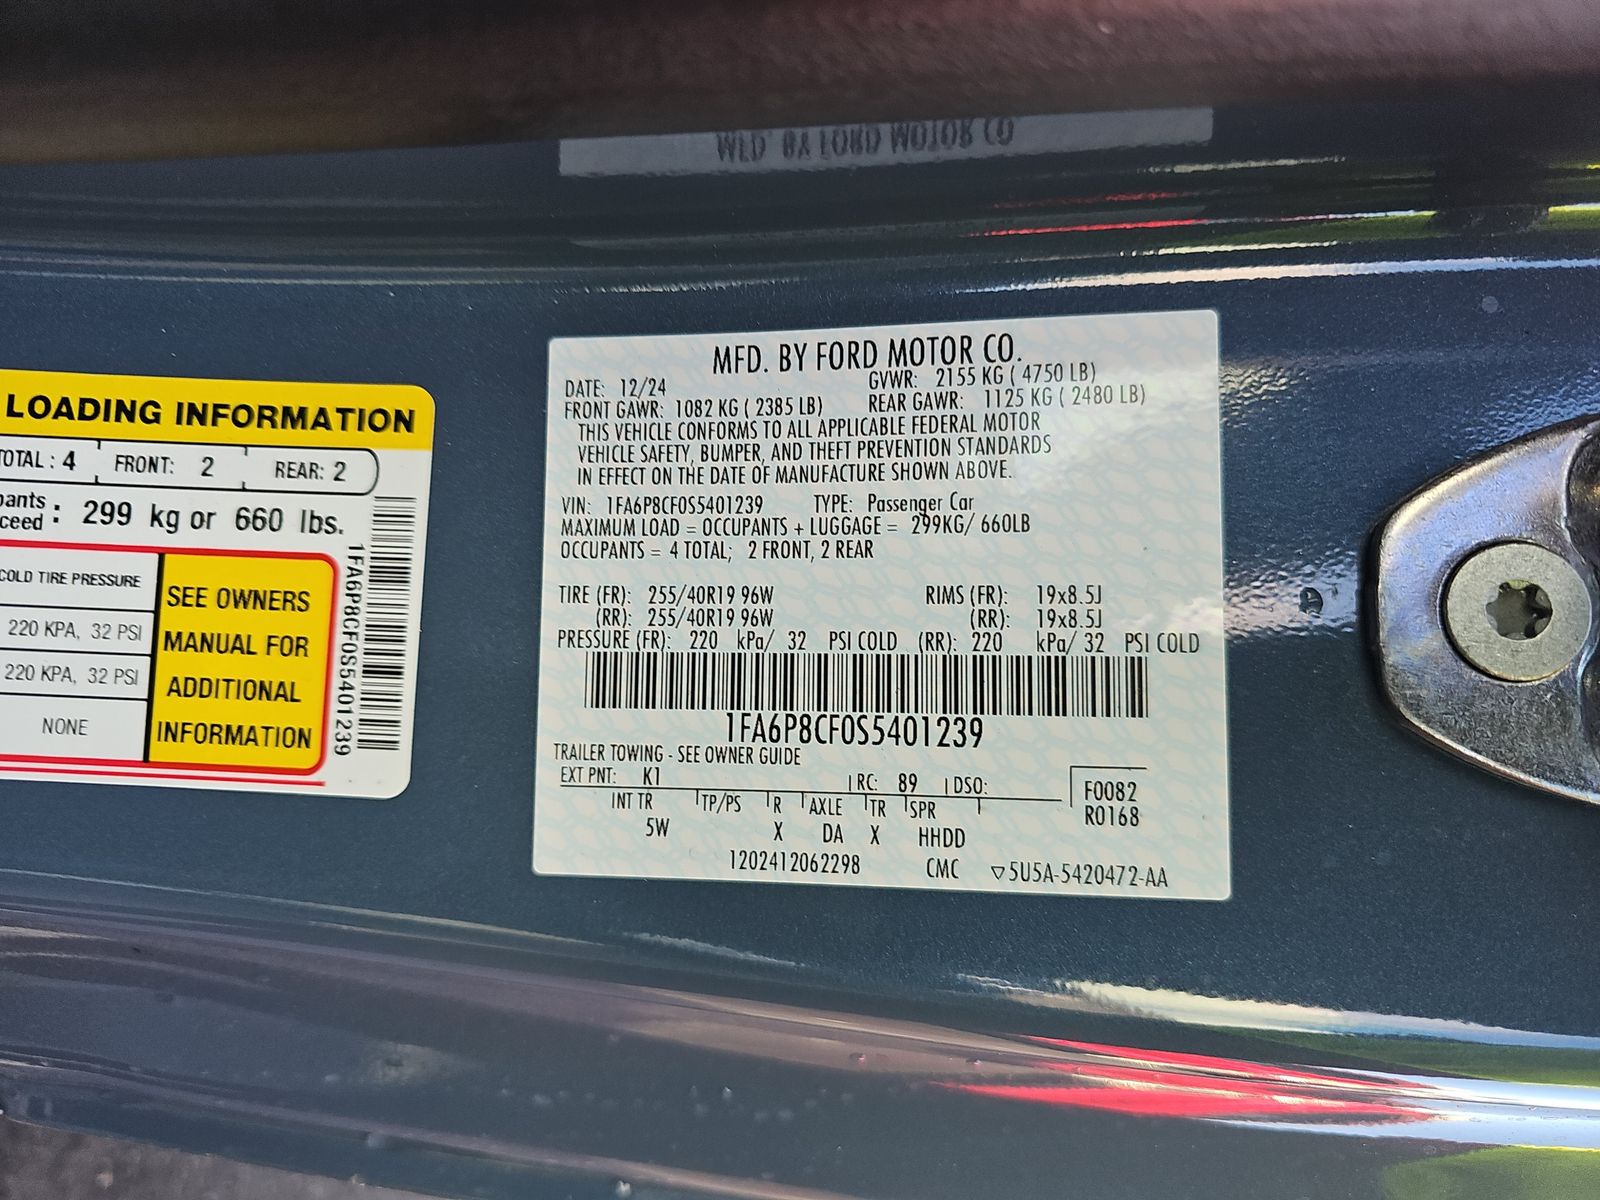 MFD. BY FORD MOTOR CO
LOADING INFORMATION
TOTAL : 4 FRONT: 2 REAR: 2
: 299 kg or 660 lbs.
COLD TIRE PRESSURE
220 KPA, 32 PSI
220 KPA, 32 PSI
NONE
SEE OWNERS
MANUAL FOR
ADDITIONAL
INFORMATION
1FA6P8CF0S5401239
MFD. BY FORD MOTOR CO.
DATE: 12/24 GVWR: 2155 KG ( 4750 LB)
FRONT GAWR: 1082 KG ( 2385 LB) REAR GAWR: 1125 KG ( 2480 LB)
THIS VEHICLE CONFORMS TO ALL APPLICABLE FEDERAL MOTOR
VEHICLE SAFETY, BUMPER, AND THEFT PREVENTION STANDARDS
IN EFFECT ON THE DATE OF MANUFACTURE SHOWN ABOVE.
VIN: 1FA6P8CF0S5401239 TYPE: Passenger Car
MAXIMUM LOAD = OCCUPANTS + LUGGAGE = 299KG/ 660LB
OCCUPANTS = 4 TOTAL; 2 FRONT, 2 REAR
TIRE (FR): 255/40R19 96W RIMS (FR): 19x8.5J
(RR): 255/40R19 96W (RR): 19x8.5J
PRESSURE (FR): 220 kPa/ 32 PSI COLD (RR): 220 kPa/ 32 PSI COLD
1FA6P8CF0S5401239
TRAILER TOWING - SEE OWNER GUIDE
EXT PNT: K1 RC: 89 DSO:
F0082
R0168
INT TR TP/PS R AXLE TR SPR
5W X DA X HHDD
1202412062298 CMC ▽5U5A-5420472-AA